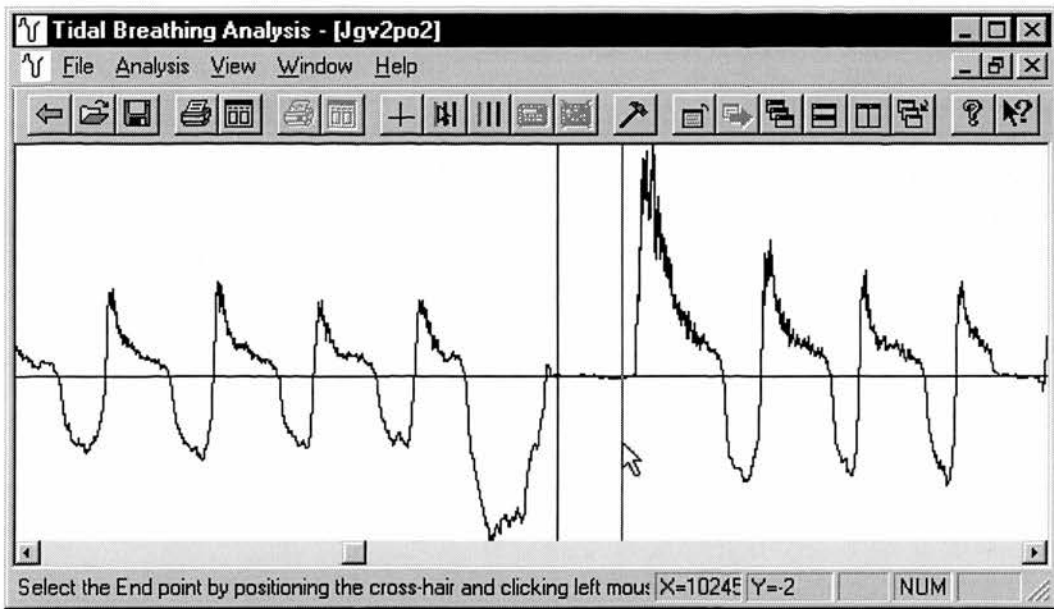 Tidal Breathing Analysis - [Jgv2po2]
File Analysis View Window Help
Select the End point by positioning the cross-hair and clicking left mous X=10245 Y=-2 NUM